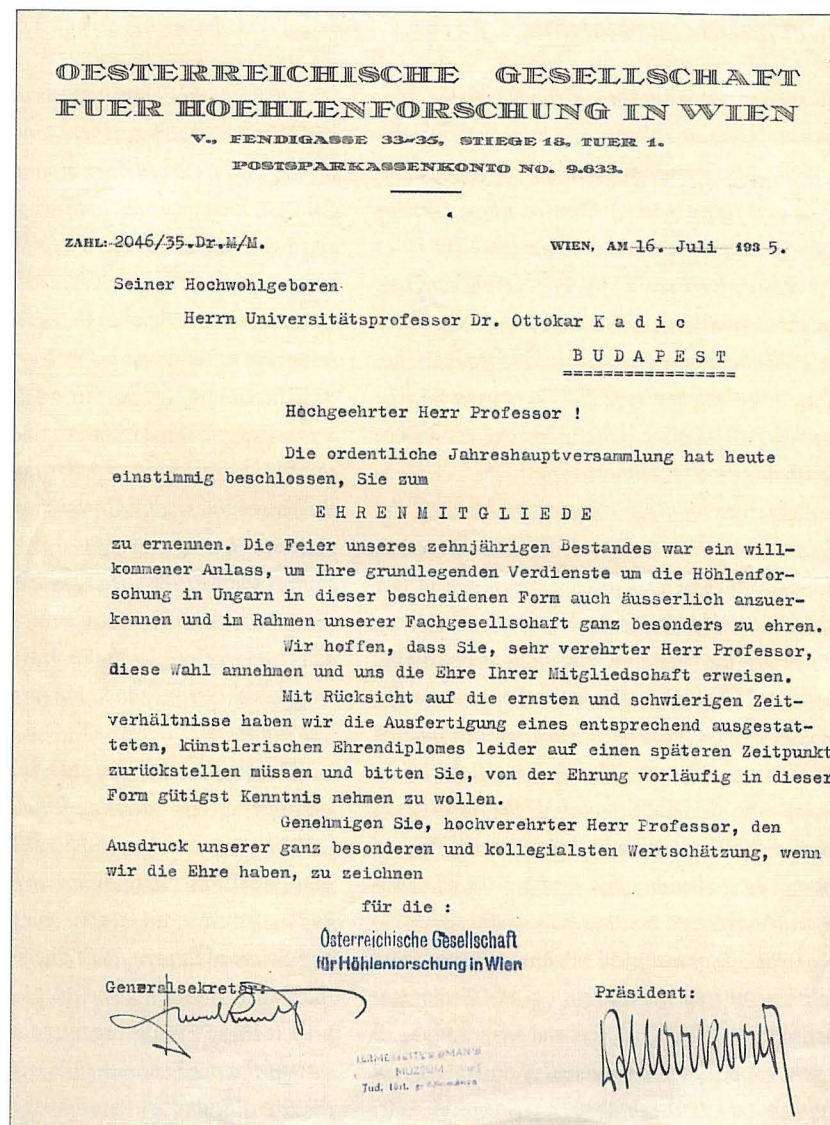 OESTERREICHISCHE GESELLSCHAFT
FUER HOEHLENFORSCHUNG IN WIEN
V., FENDIGASSE 33-35, STIEGE 18, TUER 1.
POSTSPARKASSENKONTO NO. 9.633.
ZAHL: 2046/35.Dr.M/M. WIEN, AM 16. Juli 193 5.
Seiner Hochwohlgeboren
Herrn Universitätsprofessor Dr. Ottokar K a d i c
B U D A P E S T
=================
Hochgeehrter Herr Professor !
Die ordentliche Jahreshauptversammlung hat heute
einstimmig beschlossen, Sie zum
E H R E N M I T G L I E D E
zu ernennen. Die Feier unseres zehnjährigen Bestandes war ein will-
kommener Anlass, um Ihre grundlegenden Verdienste um die Höhlenfor-
schung in Ungarn in dieser bescheidenen Form auch äusserlich anzuer-
kennen und im Rahmen unserer Fachgesellschaft ganz besonders zu ehren.
Wir hoffen, dass Sie, sehr verehrter Herr Professor,
diese Wahl annehmen und uns die Ehre Ihrer Mitgliedschaft erweisen.
Mit Rücksicht auf die ernsten und schwierigen Zeit-
verhältnisse haben wir die Ausfertigung eines entsprechend ausgestat-
teten, künstlerischen Ehrendiplomes leider auf einen späteren Zeitpunkt
zurückstellen müssen und bitten Sie, von der Ehrung vorläufig in dieser
Form gütigst Kenntnis nehmen zu wollen.
Genehmigen Sie, hochverehrter Herr Professor, den
Ausdruck unserer ganz besonderen und kollegialsten Wertschätzung, wenn
wir die Ehre haben, zu zeichnen
für die :
Österreichische Gesellschaft
für Höhlenforschung in Wien
Generalsekretär: Präsident:
MUZEUM
Tud. tört.